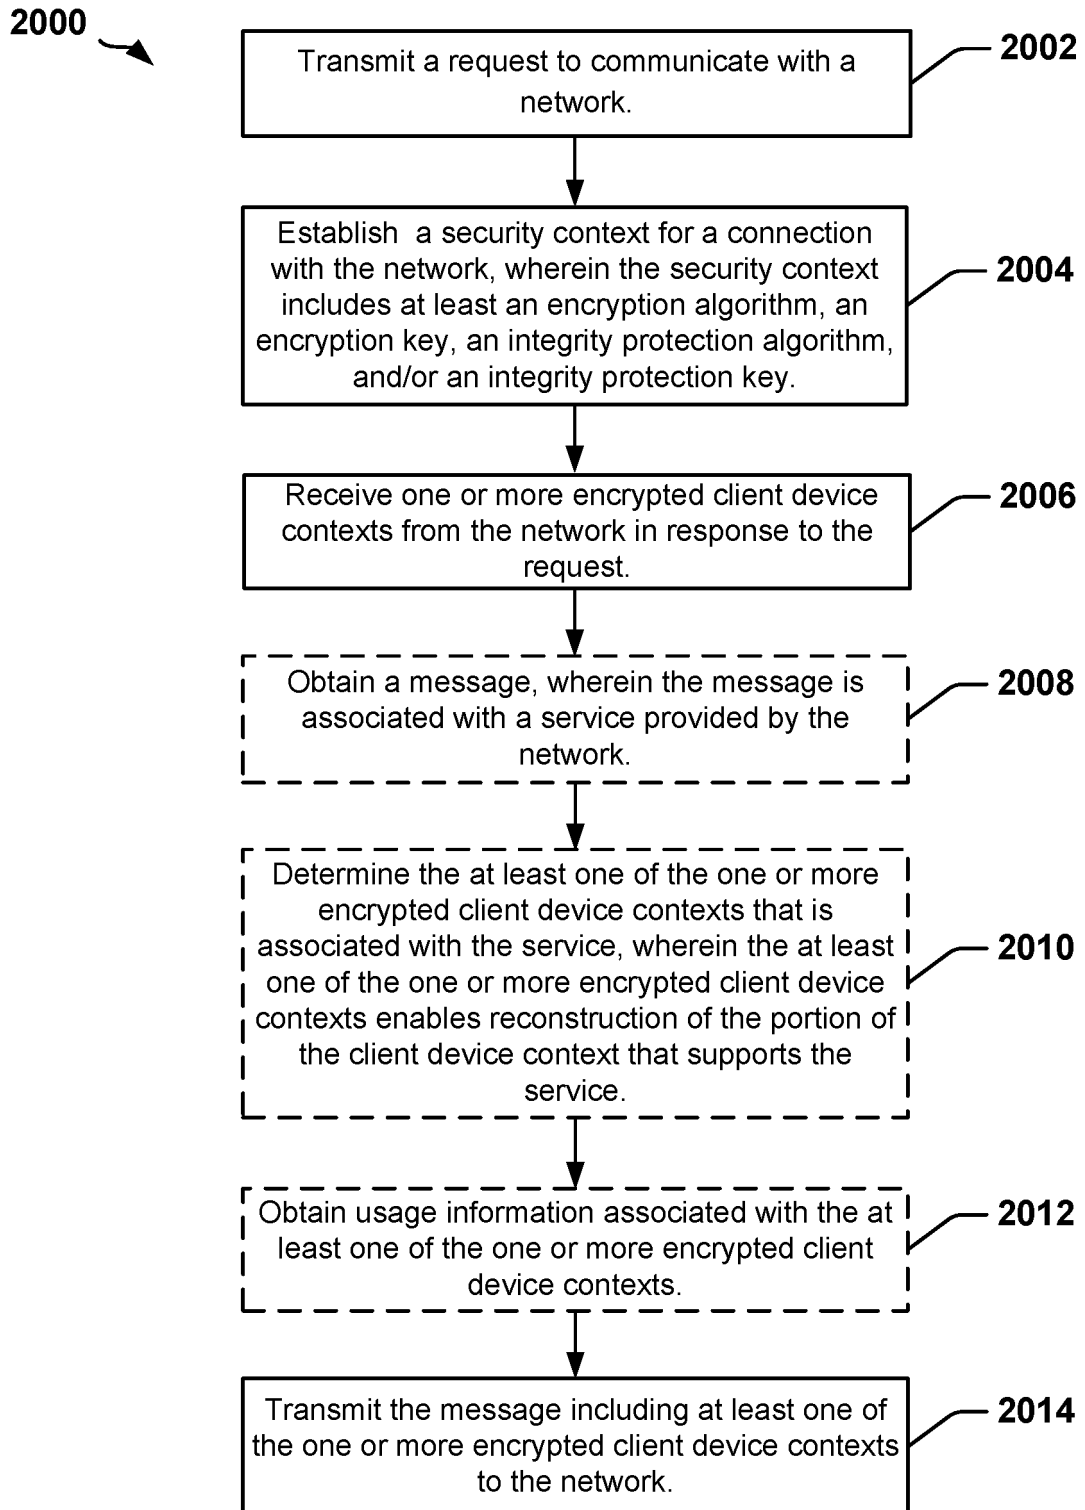 2000
Transmit a request to communicate with a
network.
2002
Establish a security context for a connection
with the network, wherein the security context
includes at least an encryption algorithm, an
encryption key, an integrity protection algorithm,
and/or an integrity protection key.
2004
Receive one or more encrypted client device
contexts from the network in response to the
request.
2006
Obtain a message, wherein the message is
associated with a service provided by the
network.
2008
Determine the at least one of the one or more
encrypted client device contexts that is
associated with the service, wherein the at least
one of the one or more encrypted client device
contexts enables reconstruction of the portion of
the client device context that supports the
service.
2010
Obtain usage information associated with the at
least one of the one or more encrypted client
device contexts.
2012
Transmit the message including at least one of
the one or more encrypted client device contexts
to the network.
2014